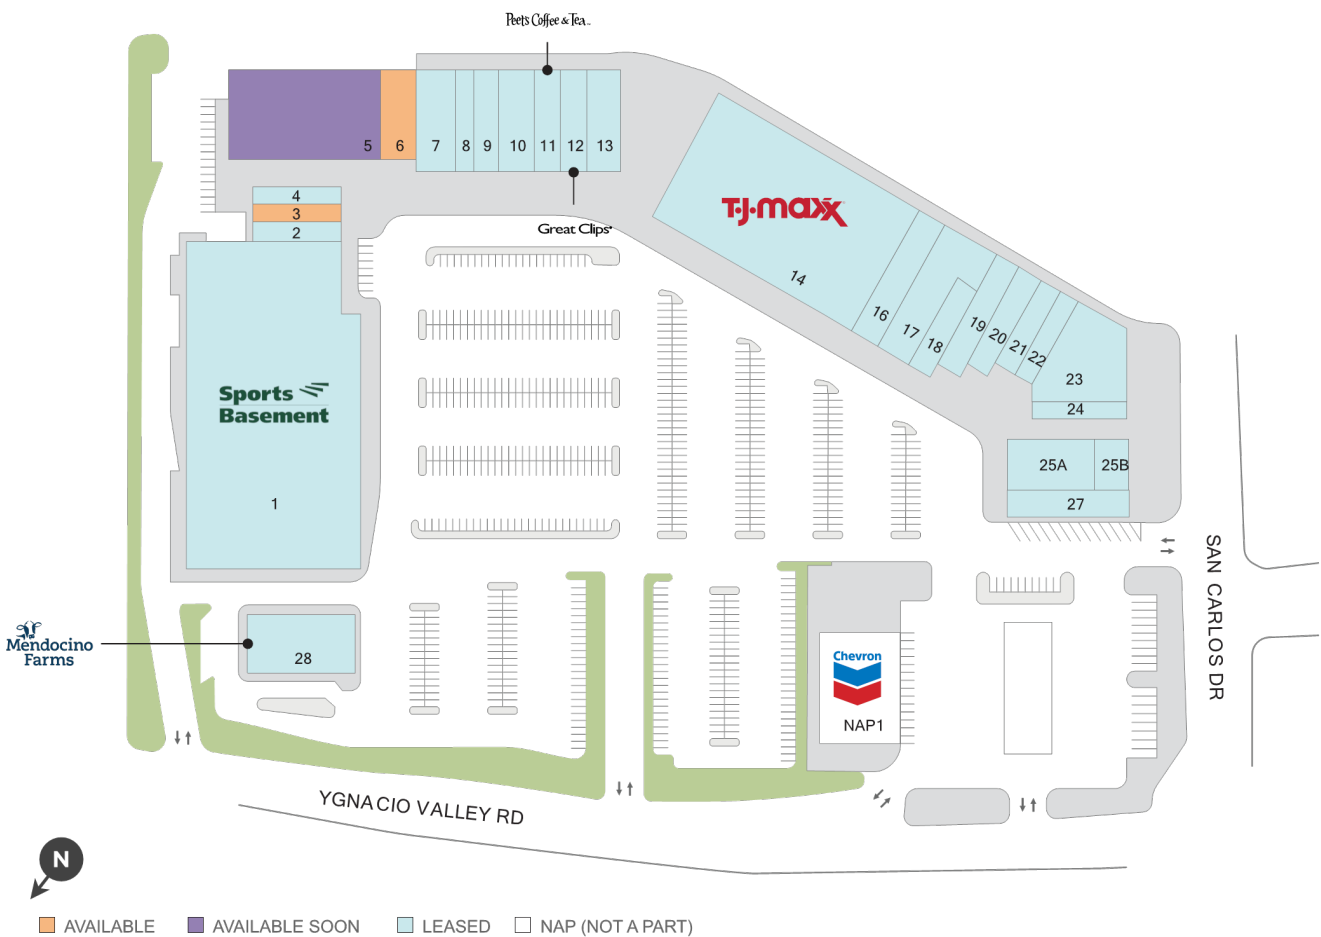 Peet's Coffee & Tea
5
6
7
8
9
10
11
12
13
4
3
2
Great Clips
T·J·maxx
14
16
17
18
19
20
21
22
23
24
25A
25B
27
Sports
Basement
1
Mendocino
Farms
28
Chevron
NAP1
SAN CARLOS DR
YGNACIO VALLEY RD
N
AVAILABLE
AVAILABLE SOON
LEASED
NAP (NOT A PART)